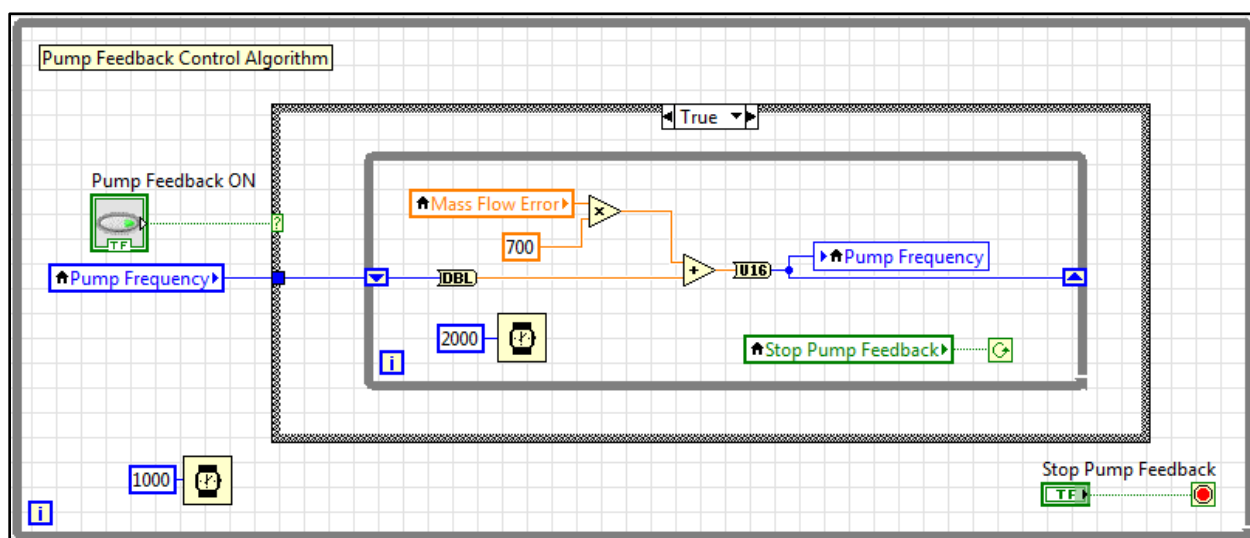 Pump Feedback Control Algorithm
True
Pump Feedback ON
TF
Mass Flow Error
700
Pump Frequency
DBL
U16
Pump Frequency
2000
Stop Pump Feedback
i
1000
Stop Pump Feedback
TF
i